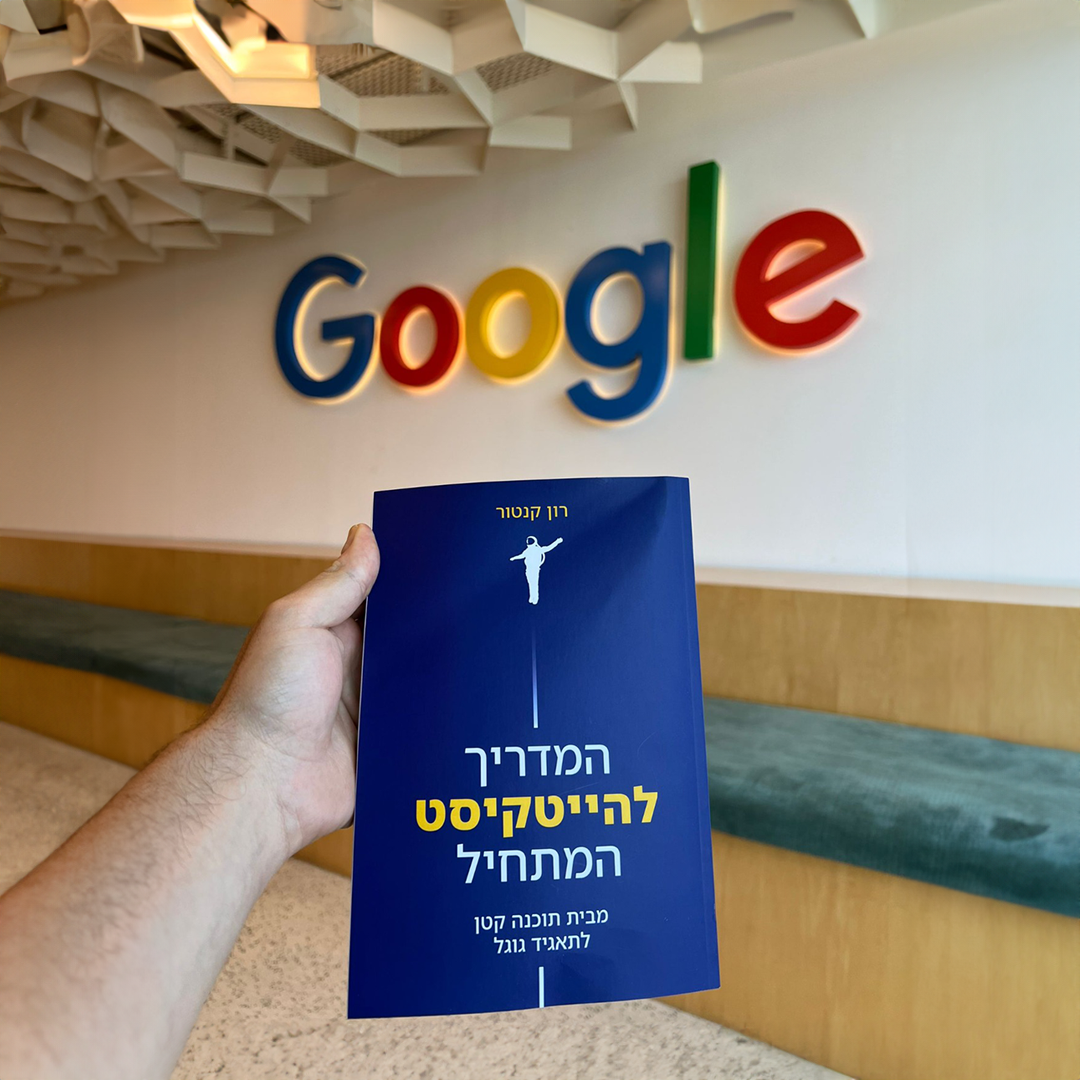 Google
רון קנטור
המדריך
להייטקיסט
המתחיל
מבית תוכנה קטן
לתאגיד גוגל